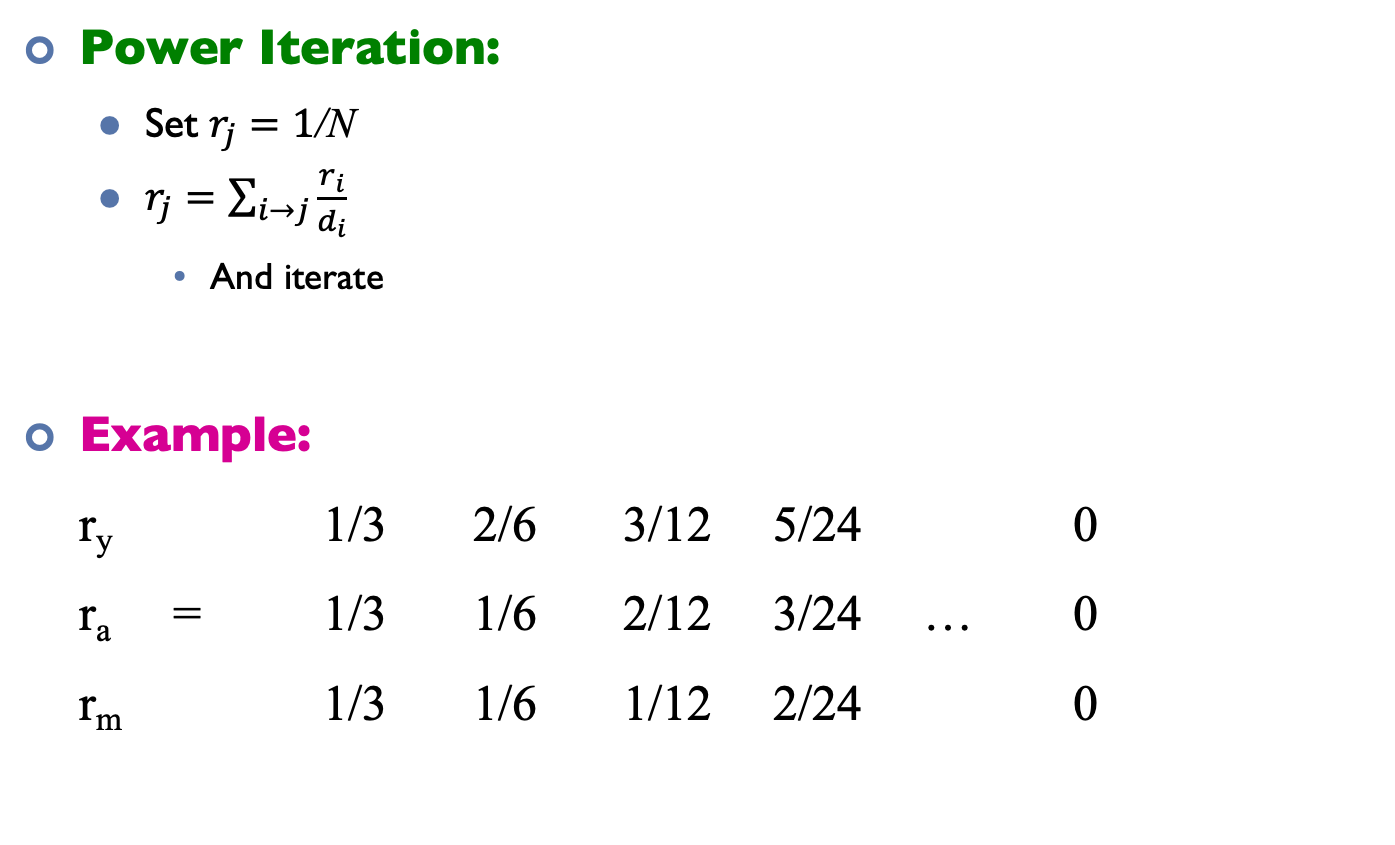 Power Iteration:
Set r_j = 1/N
r_j = ∑_{i→j} r_i/d_i
And iterate
Example:
r_y 1/3 2/6 3/12 5/24 0
r_a = 1/3 1/6 2/12 3/24 … 0
r_m 1/3 1/6 1/12 2/24 0